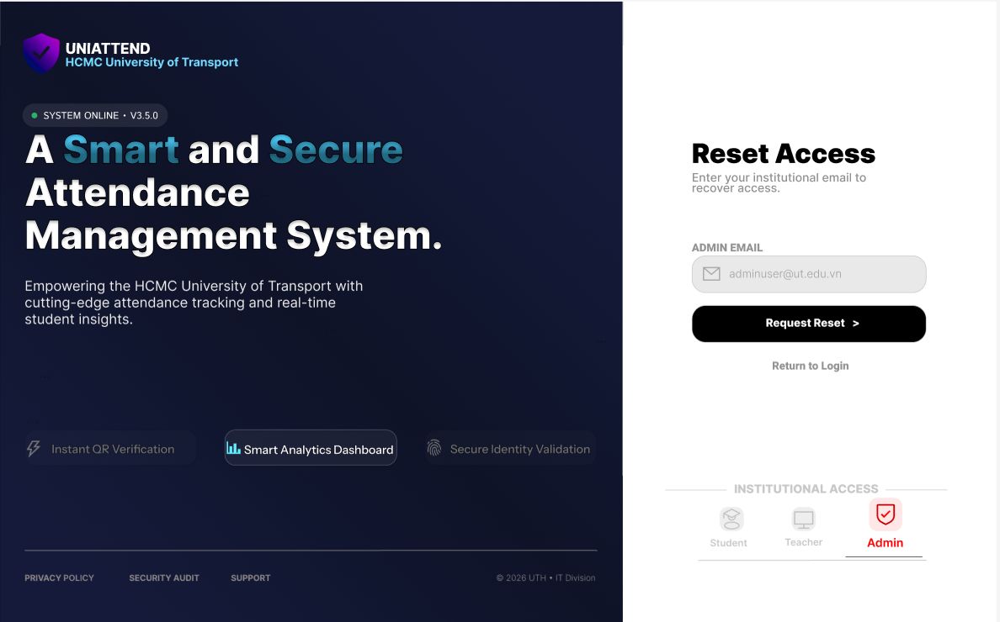 UNIATTEND
HCMC University of Transport
SYSTEM ONLINE • V3.5.0
A Smart and Secure
Attendance
Management System.
Empowering the HCMC University of Transport with
cutting-edge attendance tracking and real-time
student insights.
Instant QR Verification
Smart Analytics Dashboard
Secure Identity Validation
PRIVACY POLICY
SECURITY AUDIT
SUPPORT
© 2026 UTH • IT Division
Reset Access
Enter your institutional email to
recover access.
ADMIN EMAIL
adminuser@ut.edu.vn
Request Reset >
Return to Login
INSTITUTIONAL ACCESS
Student
Teacher
Admin